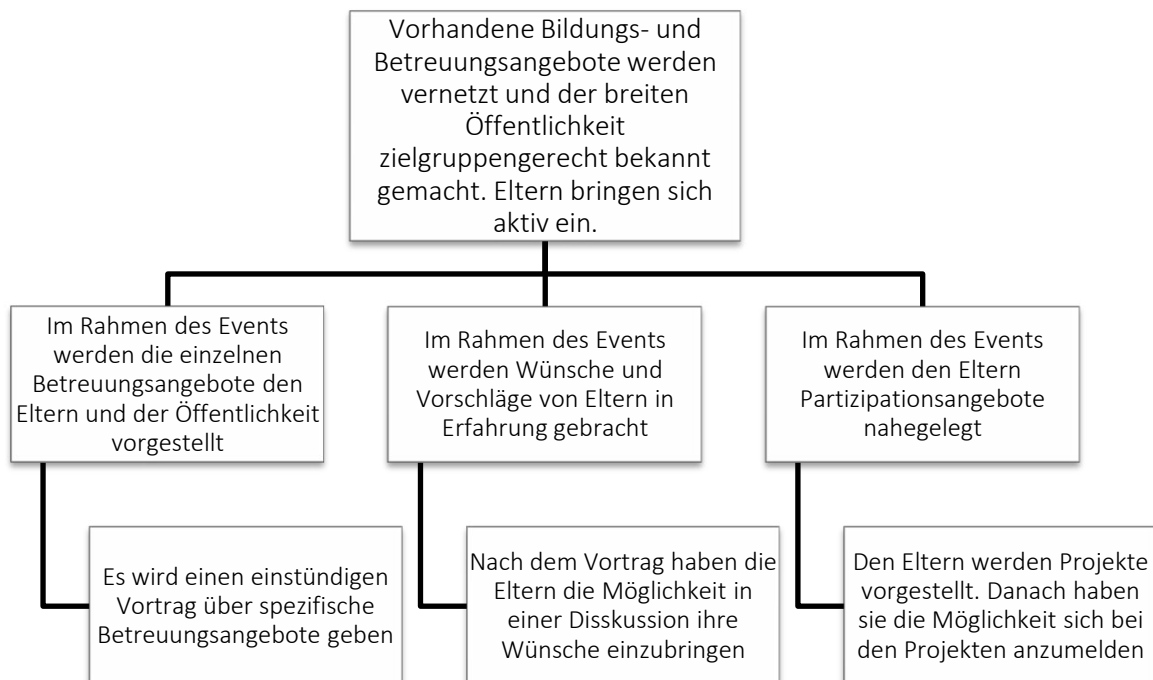 Vorhandene Bildungs- und
Betreuungsangebote werden
vernetzt und der breiten
Öffentlichkeit
zielgruppengerecht bekannt
gemacht. Eltern bringen sich
aktiv ein.
Im Rahmen des Events
werden die einzelnen
Betreuungsangebote den
Eltern und der Öffentlichkeit
vorgestellt
Im Rahmen des Events
werden Wünsche und
Vorschläge von Eltern in
Erfahrung gebracht
Im Rahmen des Events
werden den Eltern
Partizipationsangebote
nahegelegt
Es wird einen einstündigen
Vortrag über spezifische
Betreuungsangebote geben
Nach dem Vortrag haben die
Eltern die Möglichkeit in
einer Disskussion ihre
Wünsche einzubringen
Den Eltern werden Projekte
vorgestellt. Danach haben
sie die Möglichkeit sich bei
den Projekten anzumelden